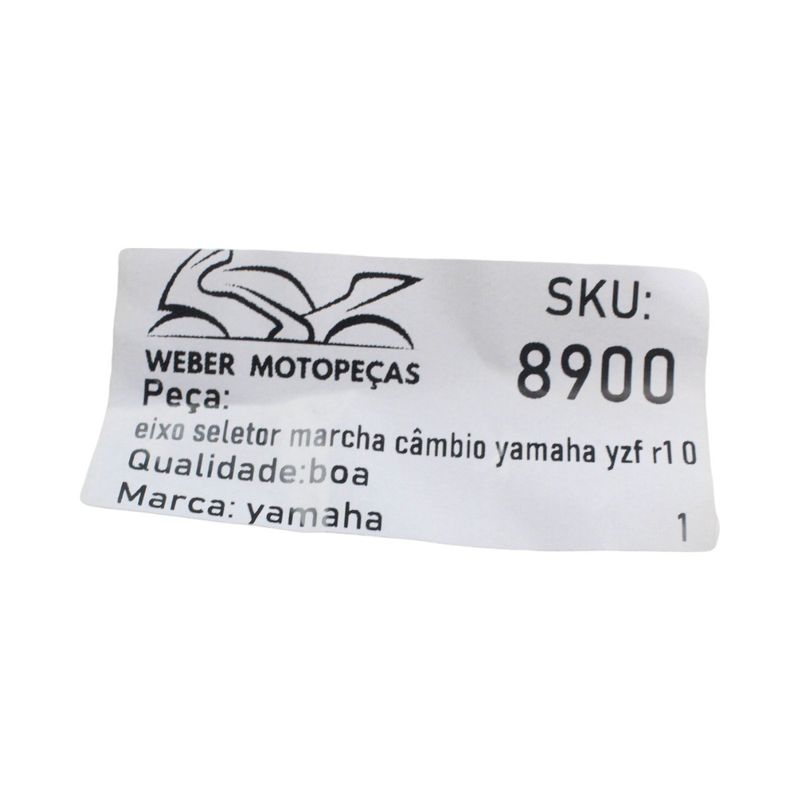 WEBER MOTOPEÇAS
SKU:
8900
Peça:
eixo seletor marcha câmbio yamaha yzf r1 0
Qualidade:boa
Marca: yamaha
1